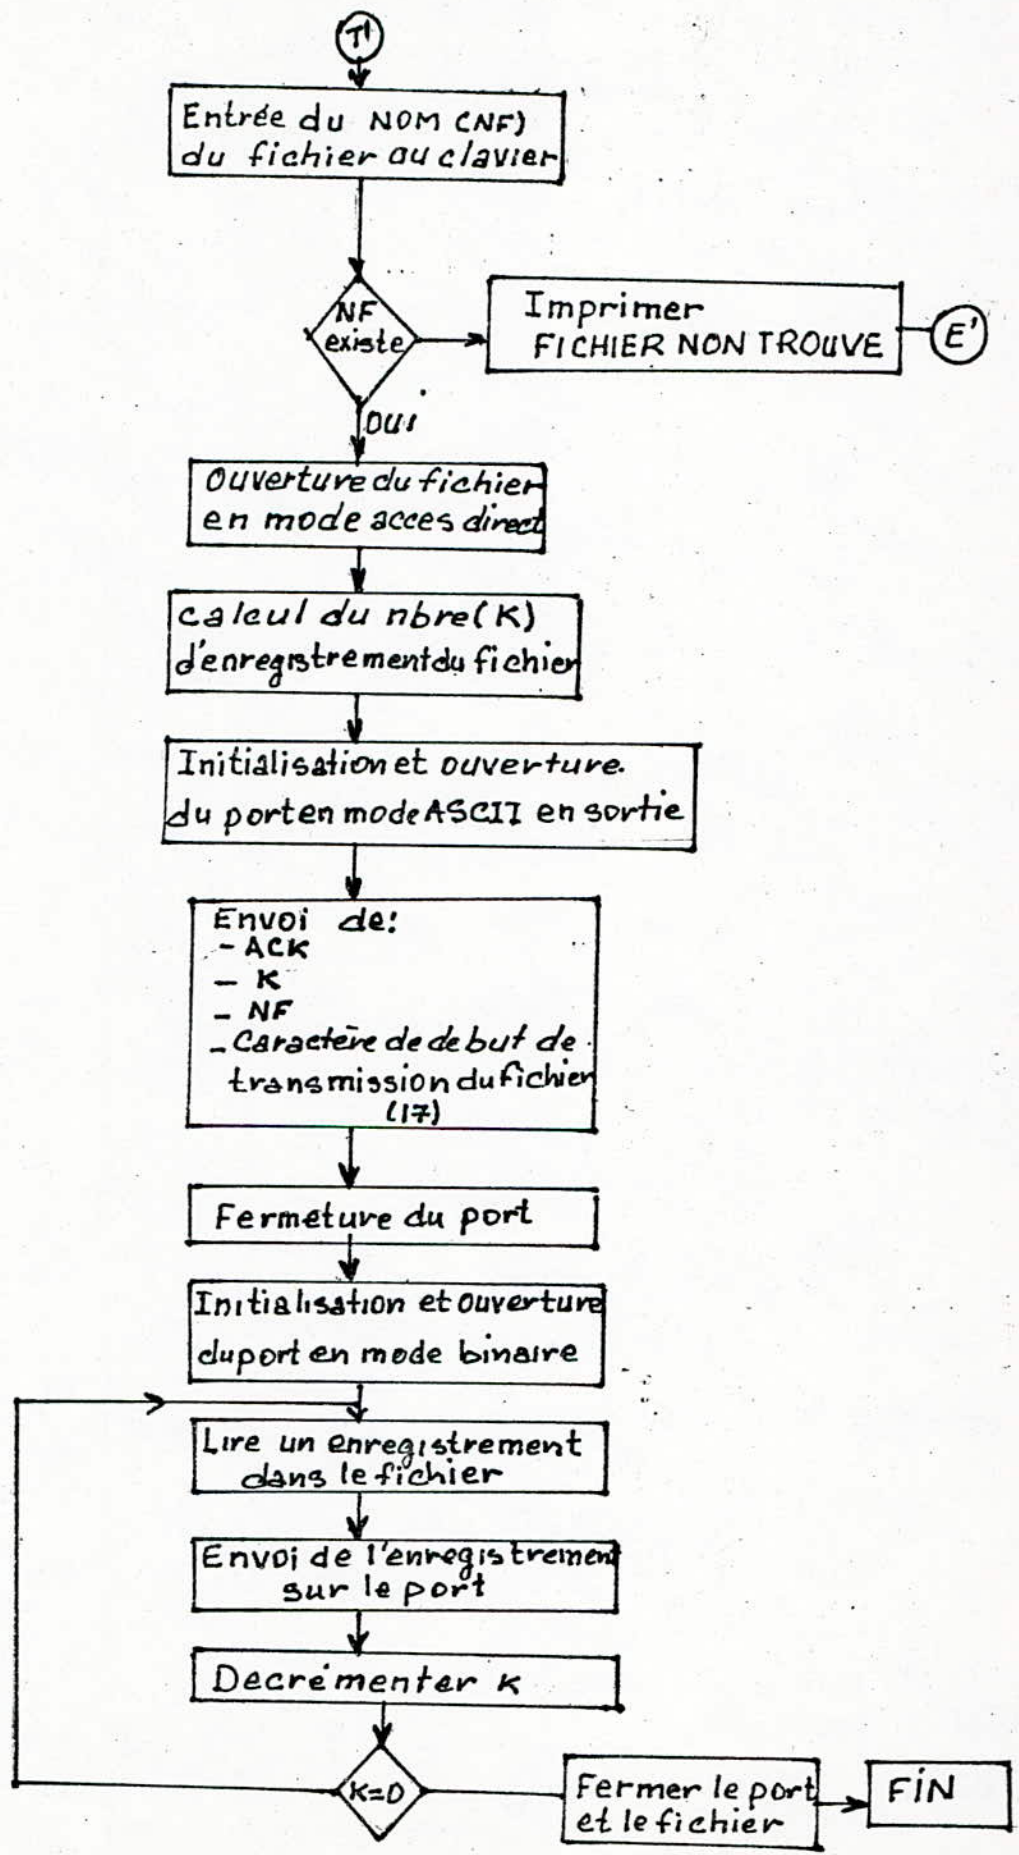 T'
Entrée du NOM (NF)
du fichier au clavier
NF
existe
Imprimer
FICHIER NON TROUVE
E'
OUI
Ouverture du fichier
en mode acces direct
calcul du nbre (K)
d'enregistrement du fichier
Initialisation et ouverture.
du port en mode ASCII en sortie
Envoi de:
- ACK
- K
- NF
- Caractère de debut de
transmission du fichier
(17)
Fermeture du port
Initialisation et ouverture
du port en mode binaire
Lire un enregistrement
dans le fichier
Envoi de l'enregistrement
sur le port
Decrémenter K
K=0
Fermer le port
et le fichier
FIN